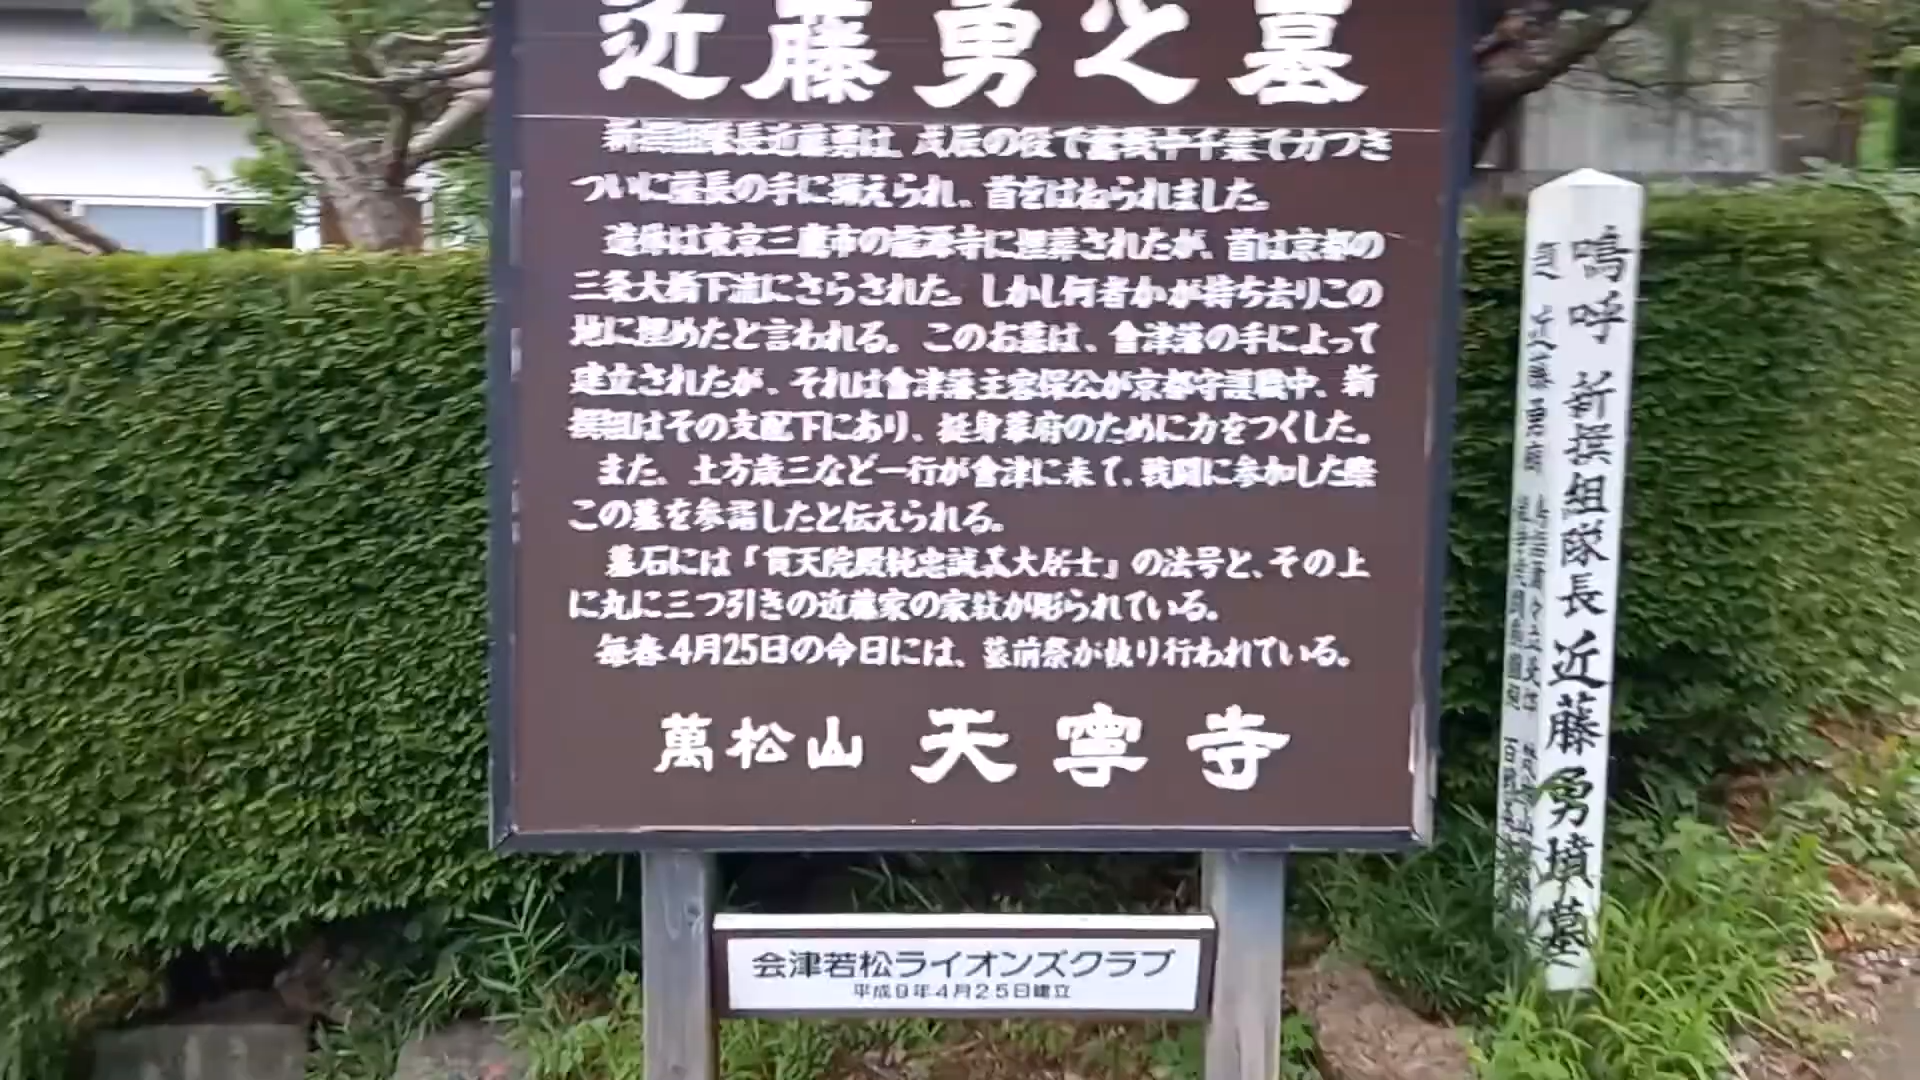 近藤勇之墓
新撰組隊長近藤勇は、戊辰の役で奮戦中千葉で力つき
ついに薩長の手に捕えられ、首をはねられました。
遺体は東京三鷹市の龍源寺に埋葬されたが、首は京都の
三条大橋下流にさらされた。しかし何者かが持ち去りこの
地に埋めたと言われる。このお墓は、會津藩の手によって
建立されたが、それは會津藩主容保公が京都守護職中、新
撰組はその支配下にあり、挺身幕府のために力をつくした。
また、土方歳三など一行が會津に来て、戦闘に参加した際
この墓を参詣したと伝えられる。
墓石には「貫天院殿純忠誠義大居士」の法号と、その上
に丸に三つ引きの近藤家の家紋が彫られている。
毎春4月25日の今日には、墓前祭が執り行われている。
萬松山 天寧寺
会津若松ライオンズクラブ
平成9年4月25日建立
鳴呼 新撰組隊長近藤勇墳墓
題 近藤勇